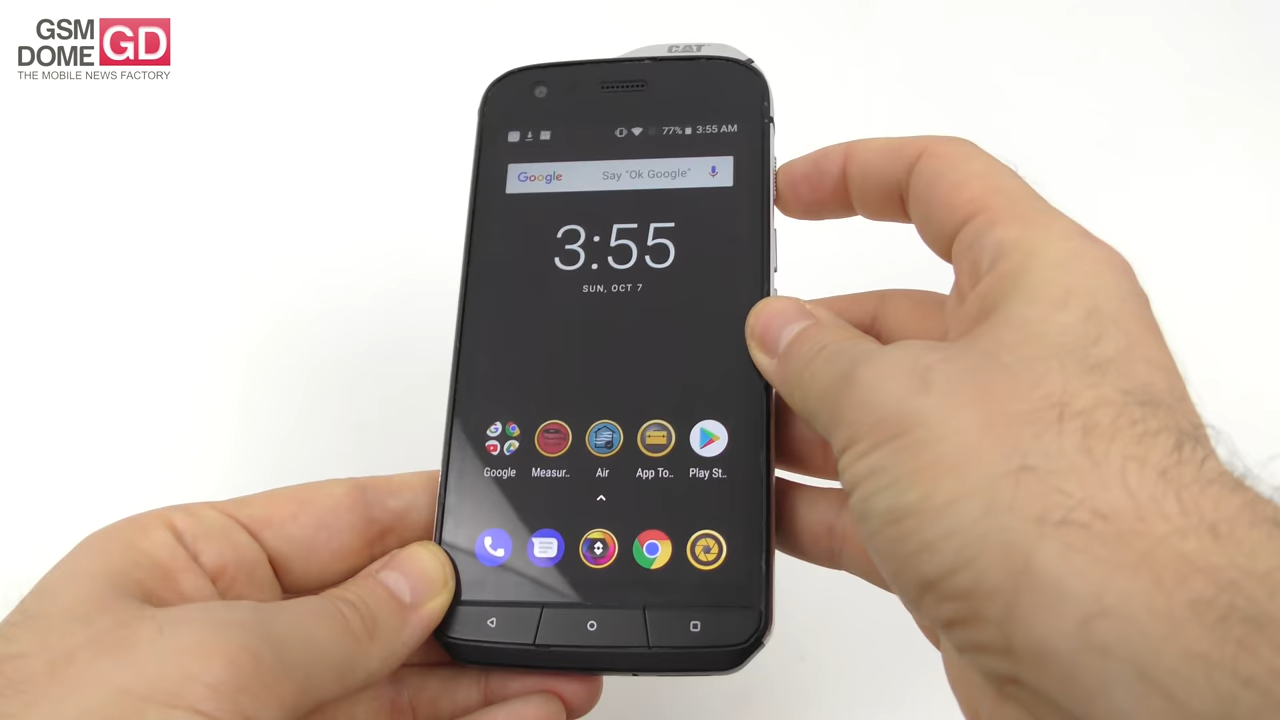 GSM
DOME GD
THE MOBILE NEWS FACTORY
CAT
77% 3:55 AM
Google Say "Ok Google"
3:55
SUN, OCT 7
Google Measur.. Air App To.. Play St..